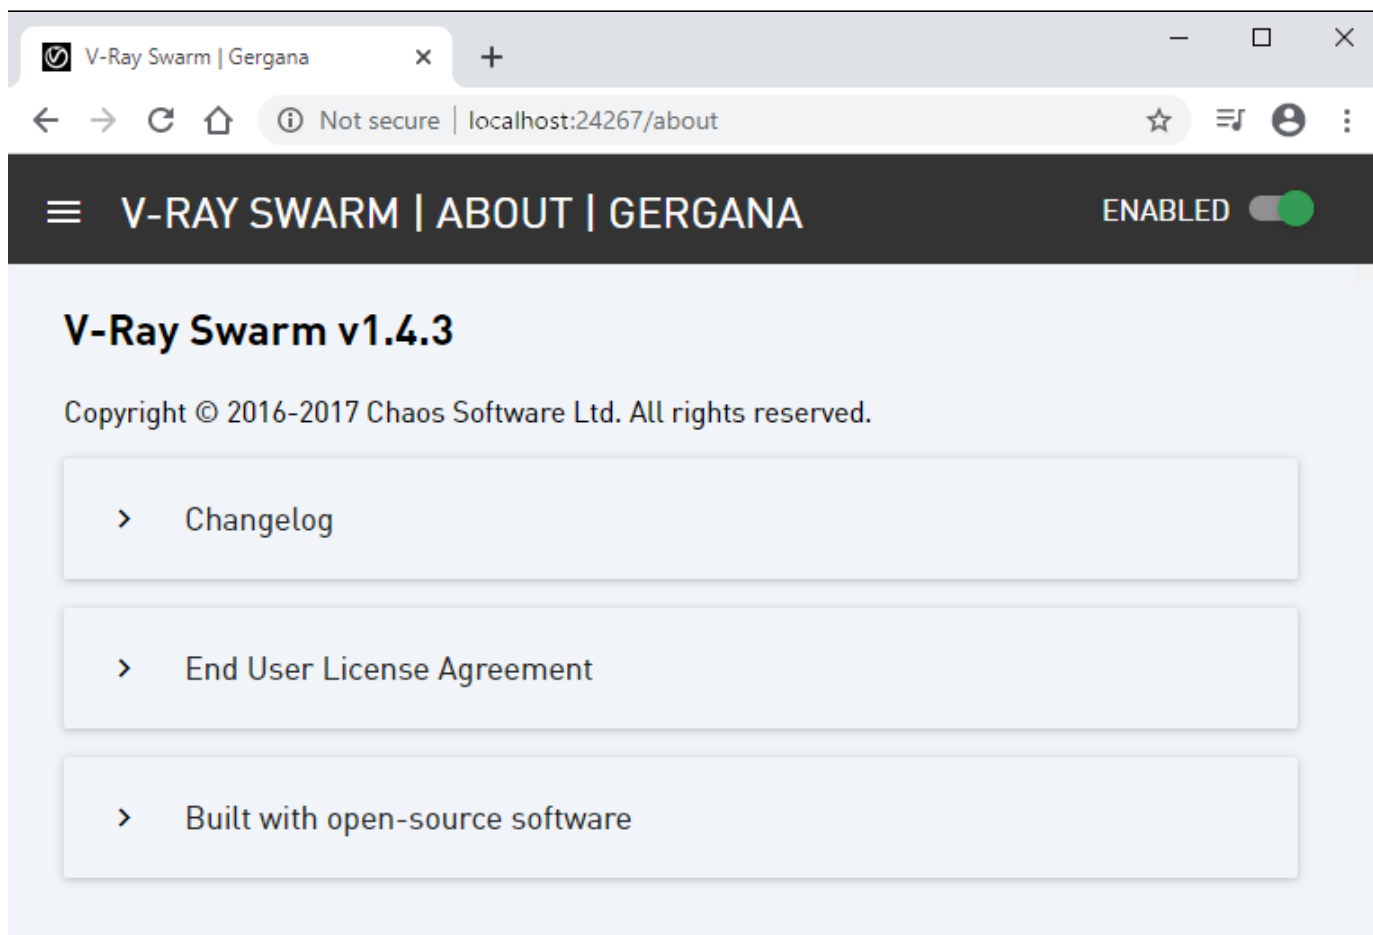 V-Ray Swarm | Gergana
Not secure | localhost:24267/about
V-RAY SWARM | ABOUT | GERGANA
ENABLED
V-Ray Swarm v1.4.3
Copyright © 2016-2017 Chaos Software Ltd. All rights reserved.
Changelog
End User License Agreement
Built with open-source software